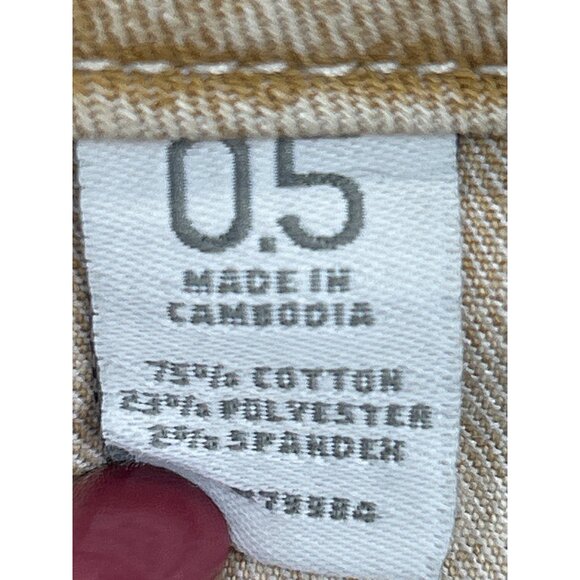 0.5
MADE IN
CAMBODIA
75% COTTON
23% POLYESTER
2% SPANDEX